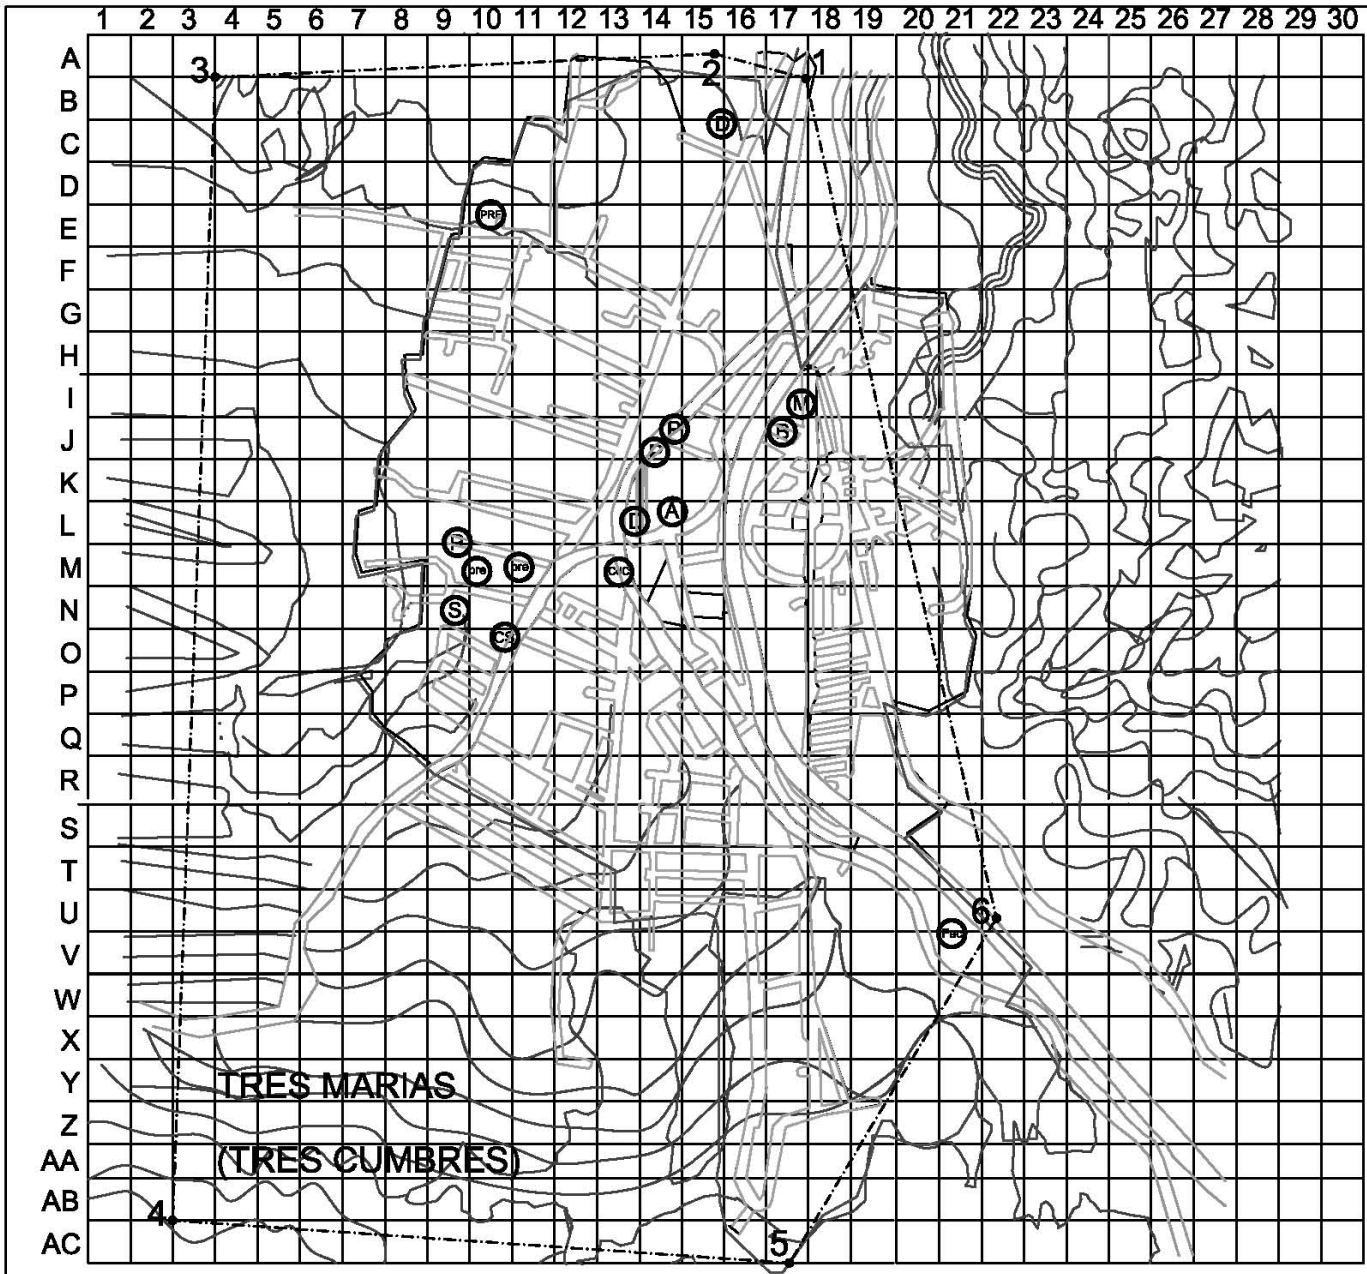 1 2 3 4 5 6 7 8 9 10 11 12 13 14 15 16 17 18 19 20 21 22 23 24 25 26 27 28 29 30
A
2
1
3
B
D
C
D
PRF
E
F
G
H
I
M
J
B
K
L
D
A
M
pre
pre
N
S
O
CS
P
Q
R
S
T
U
6
V
W
X
Y TRES MARIAS
Z
AA (TRES CUMBRES)
AB
4
AC
5